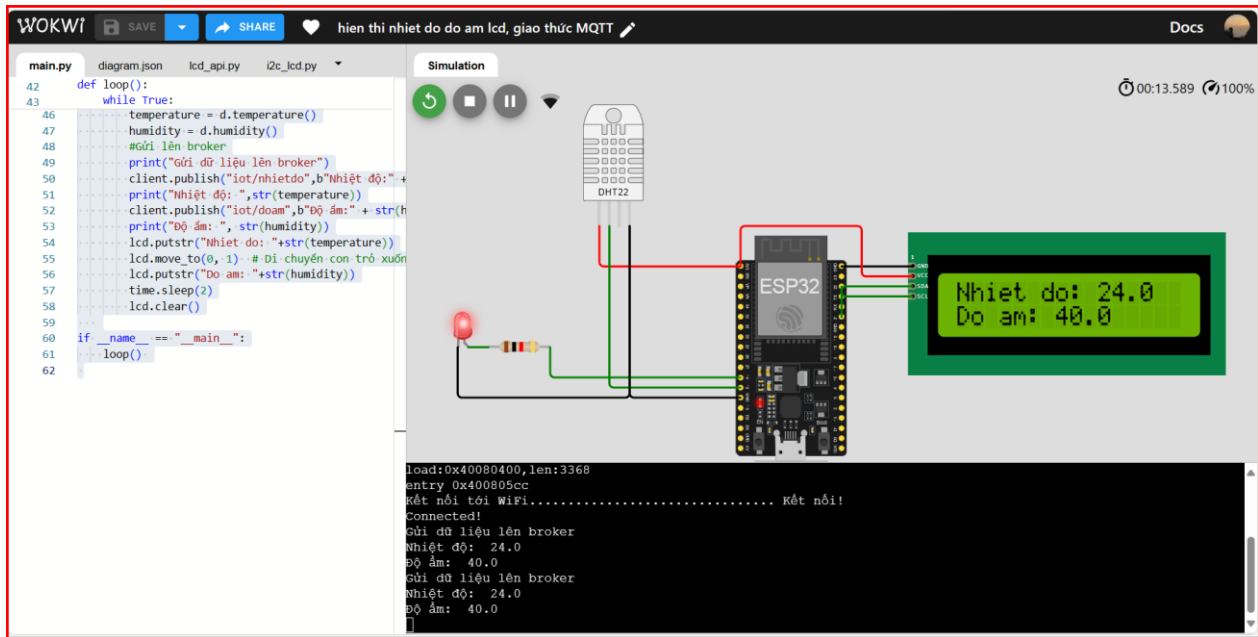 WOKWI SAVE SHARE hien thi nhiet do do am lcd, giao thức MQTT Docs
main.py diagram.json lcd_api.py i2c_lcd.py
42 def loop():
43 while True:
46 temperature = d.temperature()
47 humidity = d.humidity()
48 #Gửi lên broker
49 print("Gửi dữ liệu lên broker")
50 client.publish("iot/nhietdo",b"Nhiệt độ:" +
51 print("Nhiệt độ: ",str(temperature))
52 client.publish("iot/doam",b"Độ ẩm:" + str(h
53 print("Độ ẩm: ", str(humidity))
54 lcd.putstr("Nhiet do: "+str(temperature))
55 lcd.move_to(0, 1) # Di chuyển con trỏ xuốn
56 lcd.putstr("Do am: "+str(humidity))
57 time.sleep(2)
58 lcd.clear()
59
60 if __name__ == "__main__":
61 loop()
62
Simulation
00:13.589 100%
DHT22
ESP32
1
GND
VCC
SDA
SCL
Nhiet do: 24.0
Do am: 40.0
load:0x40080400,len:3368
entry 0x400805cc
Kết nối tới WiFi................................ Kết nối!
Connected!
Gửi dữ liệu lên broker
Nhiệt độ:  24.0
Độ ẩm:  40.0
Gửi dữ liệu lên broker
Nhiệt độ:  24.0
Độ ẩm:  40.0